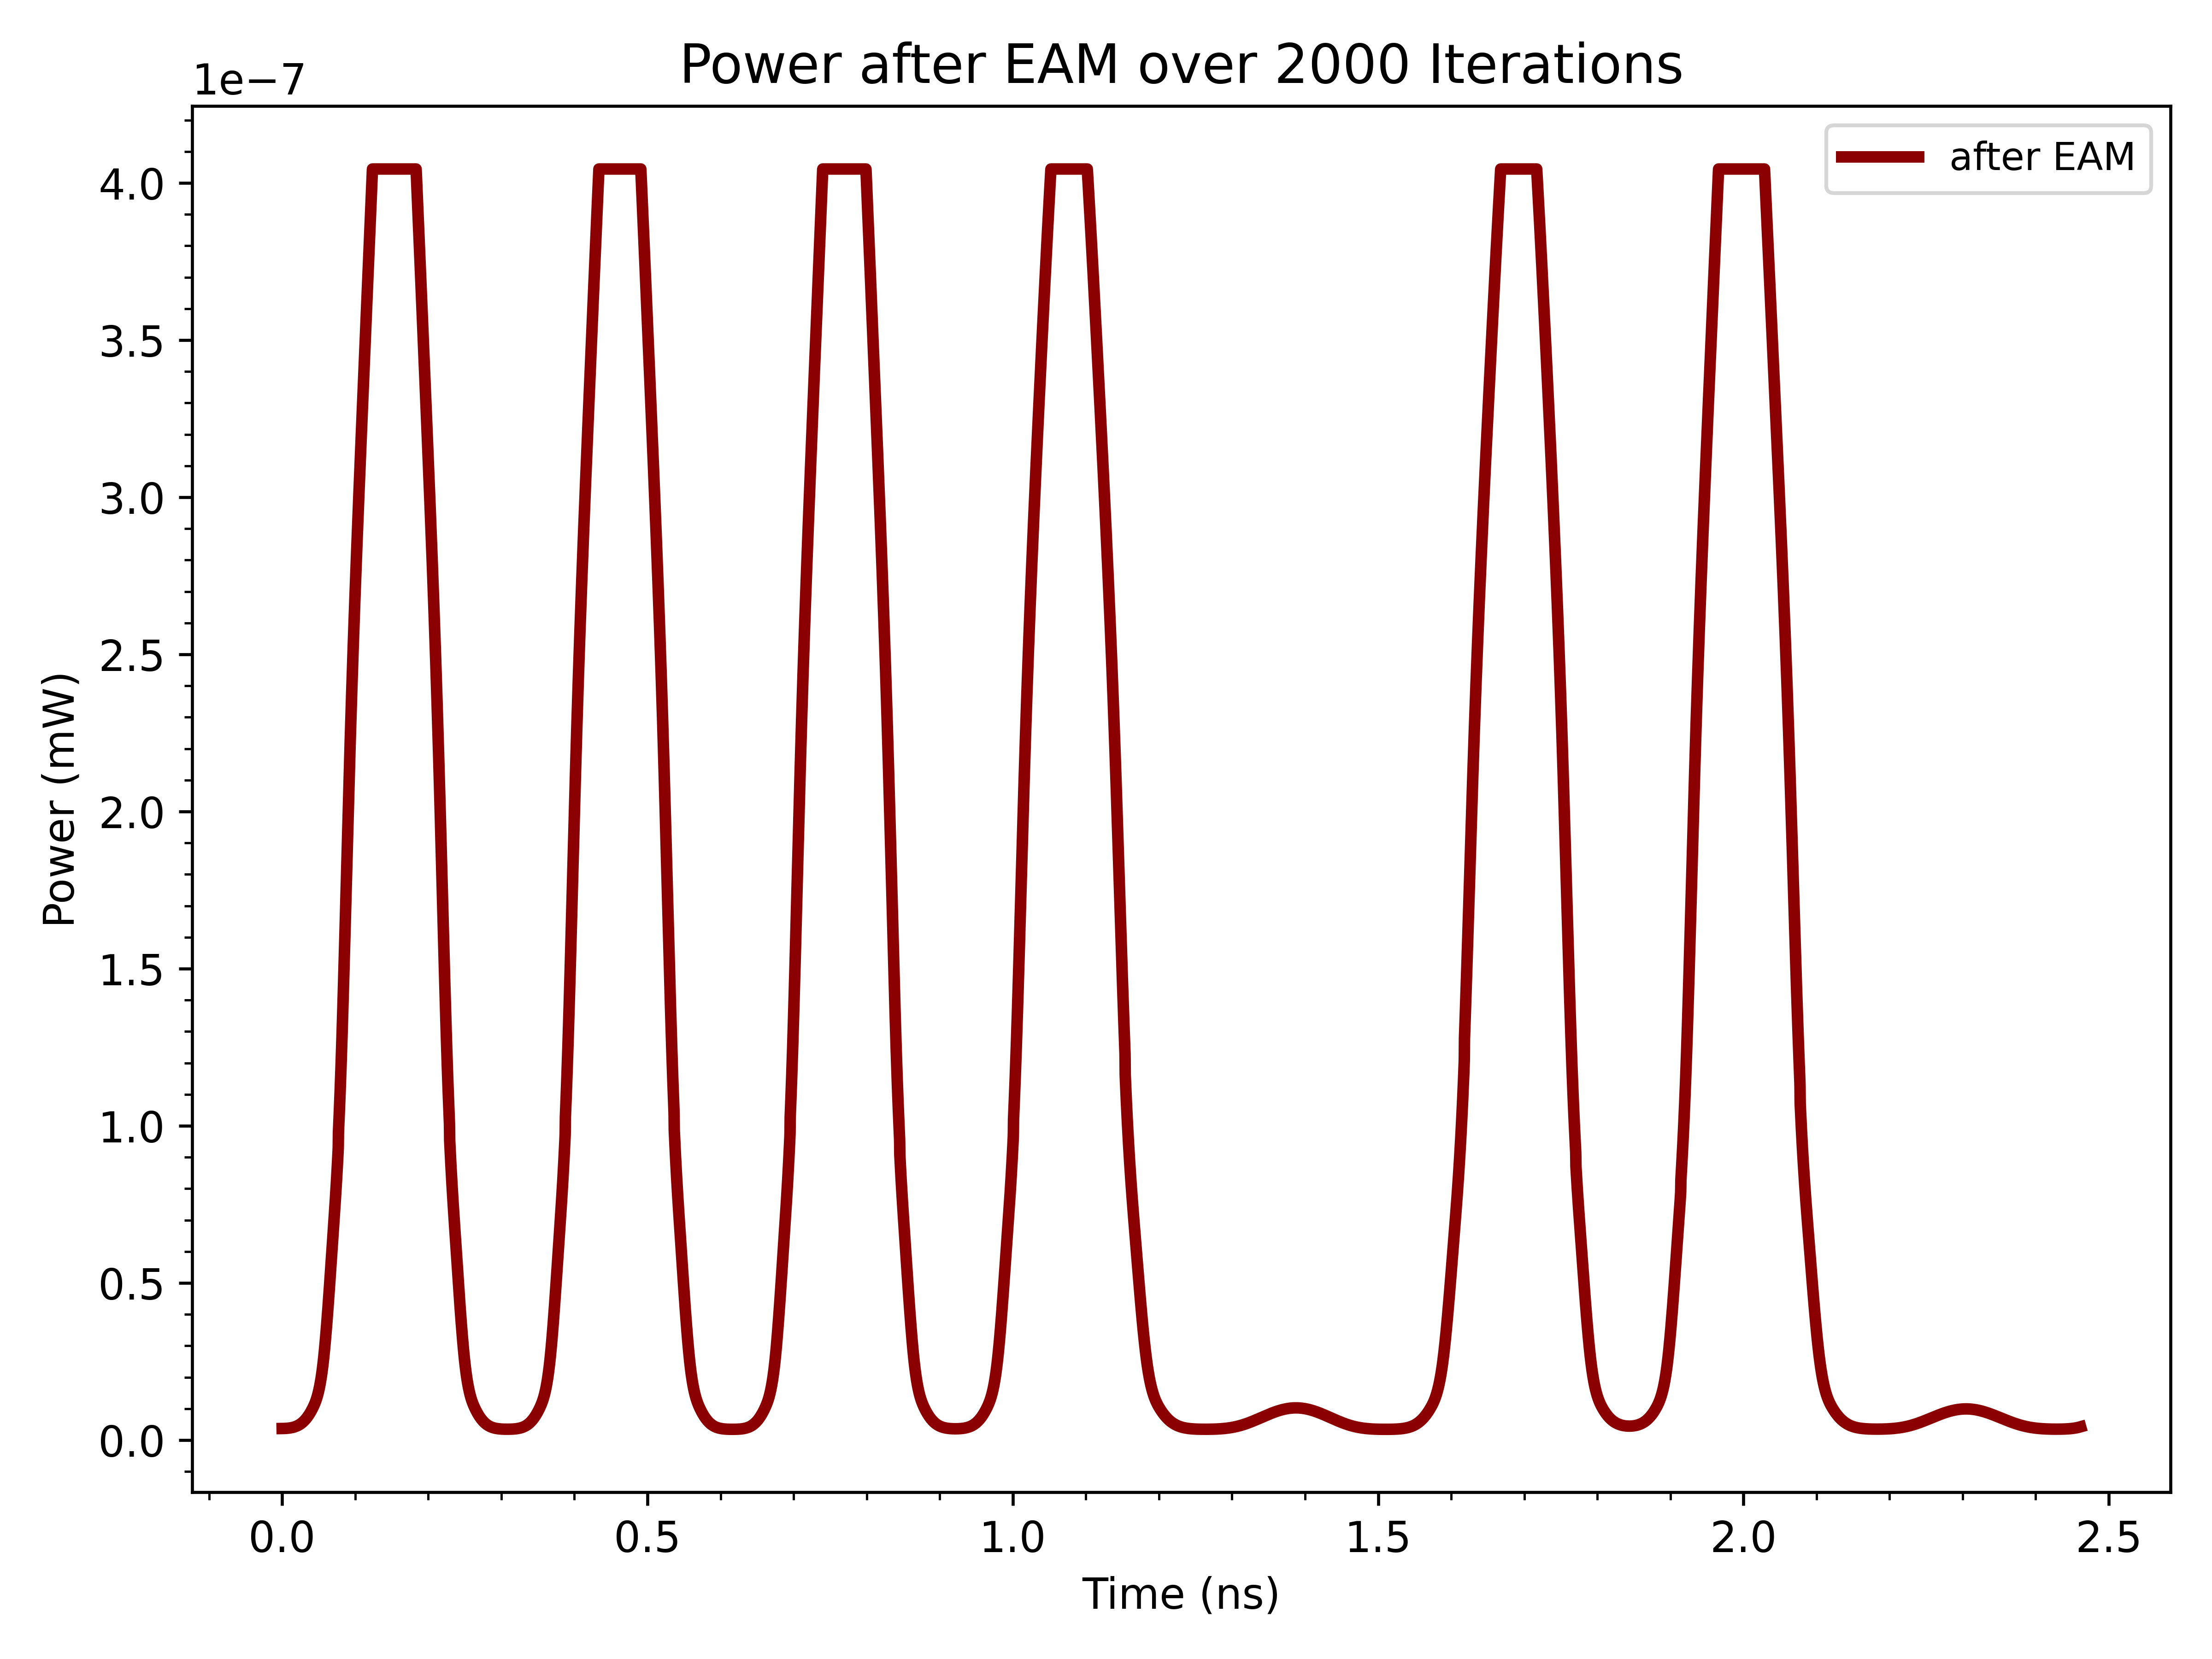 Power after EAM over 2000 Iterations
1e−7
after EAM
4.0
3.5
3.0
2.5
2.0
1.5
1.0
0.5
0.0
Power (mW)
0.0 0.5 1.0 1.5 2.0 2.5
Time (ns)